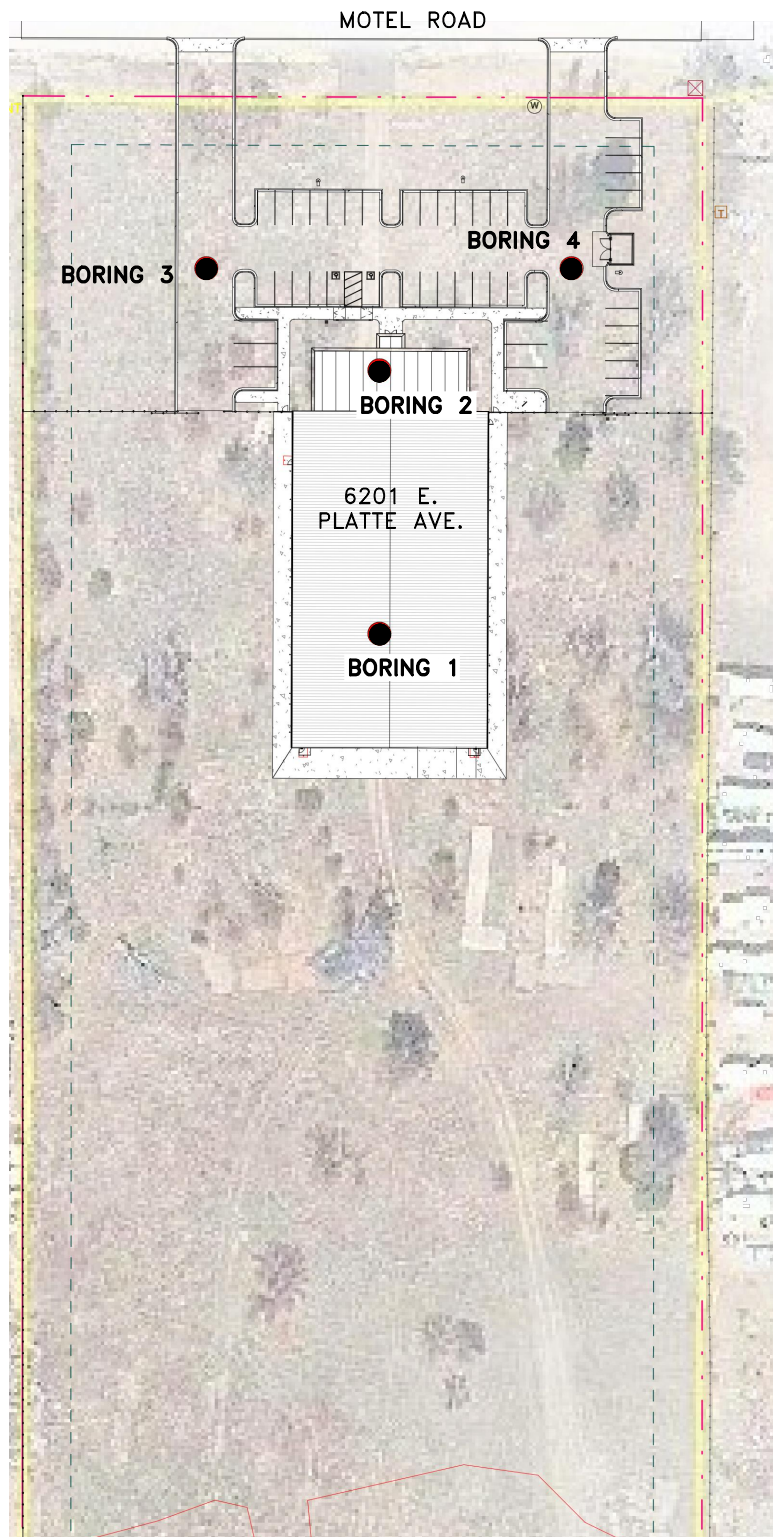 MOTEL ROAD
W
BORING 4
T
BORING 3
BORING 2
6201 E.
PLATTE AVE.
BORING 1